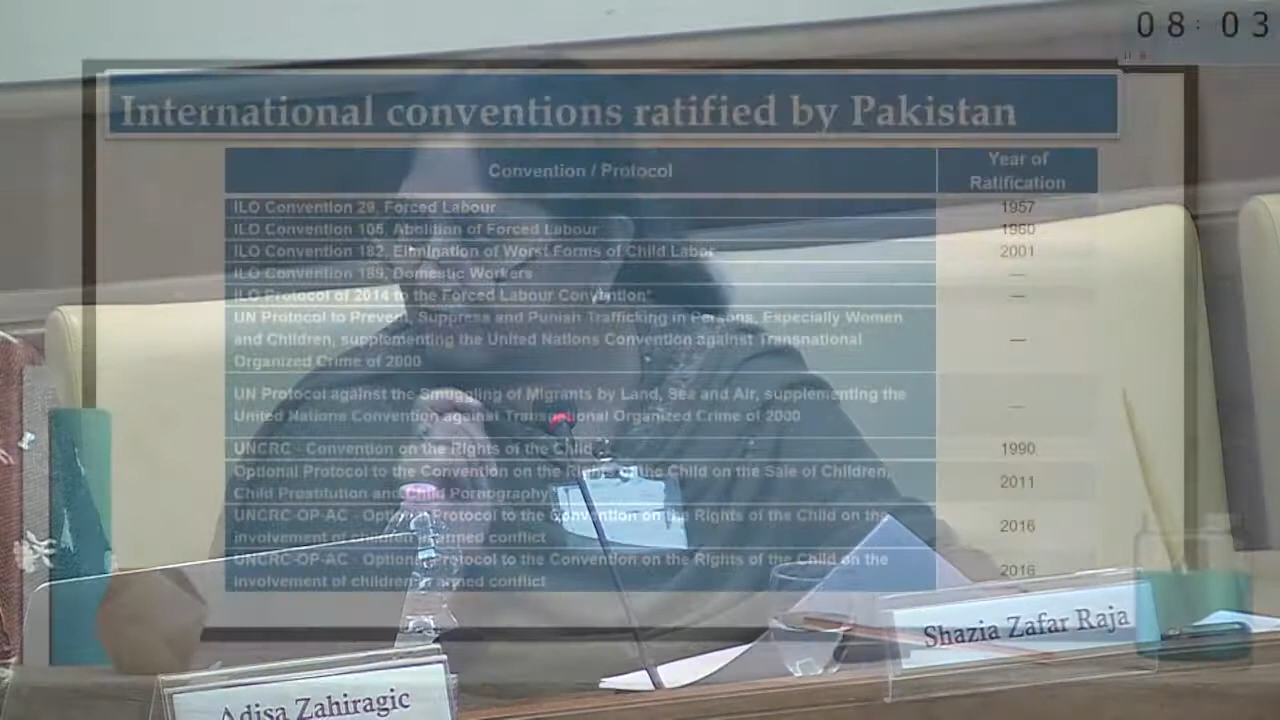 08:03
International conventions ratified by Pakistan
Convention / Protocol
Year of
Ratification
ILO Convention 29, Forced Labour
1957
ILO Convention 105, Abolition of Forced Labour
1960
ILO Convention 182, Elimination of Worst Forms of Child Labor
2001
ILO Convention 189, Domestic Workers
—
ILO Protocol of 2014 to the Forced Labour Convention*
—
UN Protocol to Prevent, Suppress and Punish Trafficking in Persons, Especially Women
and Children, supplementing the United Nations Convention against Transnational
Organized Crime of 2000
—
UN Protocol against the Smuggling of Migrants by Land, Sea and Air, supplementing the
United Nations Convention against Transnational Organized Crime of 2000
—
UNCRC - Convention on the Rights of the Child
1990
Optional Protocol to the Convention on the Rights of the Child on the Sale of Children,
Child Prostitution and Child Pornography
2011
UNCRC-OP-AC - Optional Protocol to the Convention on the Rights of the Child on the
involvement of children in armed conflict
2016
UNCRC-OP-AC - Optional Protocol to the Convention on the Rights of the Child on the
involvement of children in armed conflict
2016
Shazia Zafar Raja
Adisa Zahiragic